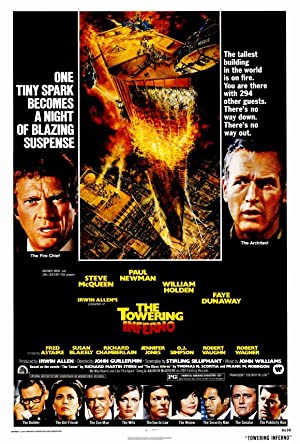 ONE
TINY SPARK
BECOMES
A NIGHT
OF BLAZING
SUSPENSE
The tallest
building
in the world
is on fire.
You are there
with 294
other guests.
There's no
way down.
There's no
way out.
The Fire Chief
The Architect
STEVE
McQUEEN
PAUL
NEWMAN
WILLIAM
HOLDEN
FAYE
DUNAWAY
IRWIN ALLEN'S
THE
TOWERING
INFERNO
FRED
ASTAIRE
SUSAN
BLAKELY
RICHARD
CHAMBERLAIN
JENNIFER
JONES
O.J.
SIMPSON
ROBERT
VAUGHN
ROBERT
WAGNER
Produced by IRWIN ALLEN Directed by JOHN GUILLERMIN Screenplay by STIRLING SILLIPHANT Music by JOHN WILLIAMS
PG
The Builder
The Girl Friend
The Con Man
The Wife
The Widow
The Security Man
The Senator
The Publicity Man
"TOWERING INFERNO"